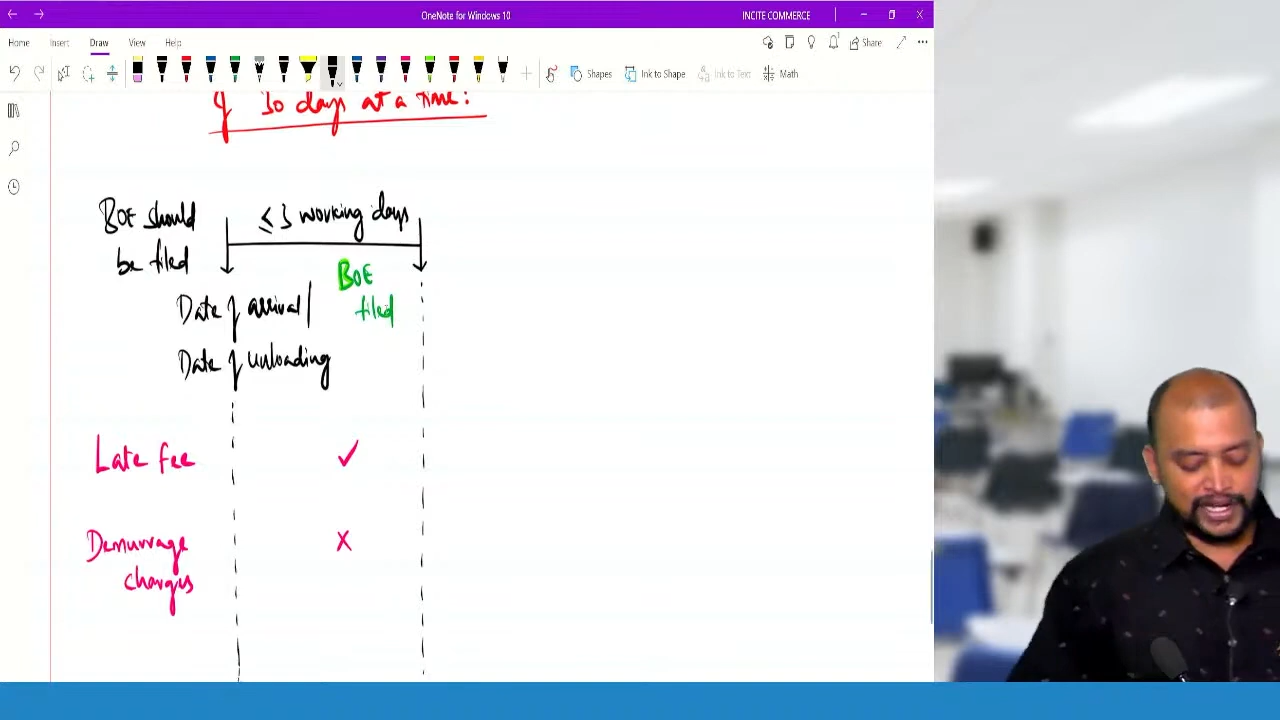 OneNote for Windows 10
INCITE COMMERCE
Home Insert Draw View Help
Share
Shapes Ink to Shape Ink to Text Math
of 30 days at a time:
BOE should
be filed
≤ 3 working days
Date of arrival/
Date of unloading
BOE
filed
Late fee ✓
Demurrage X
charges